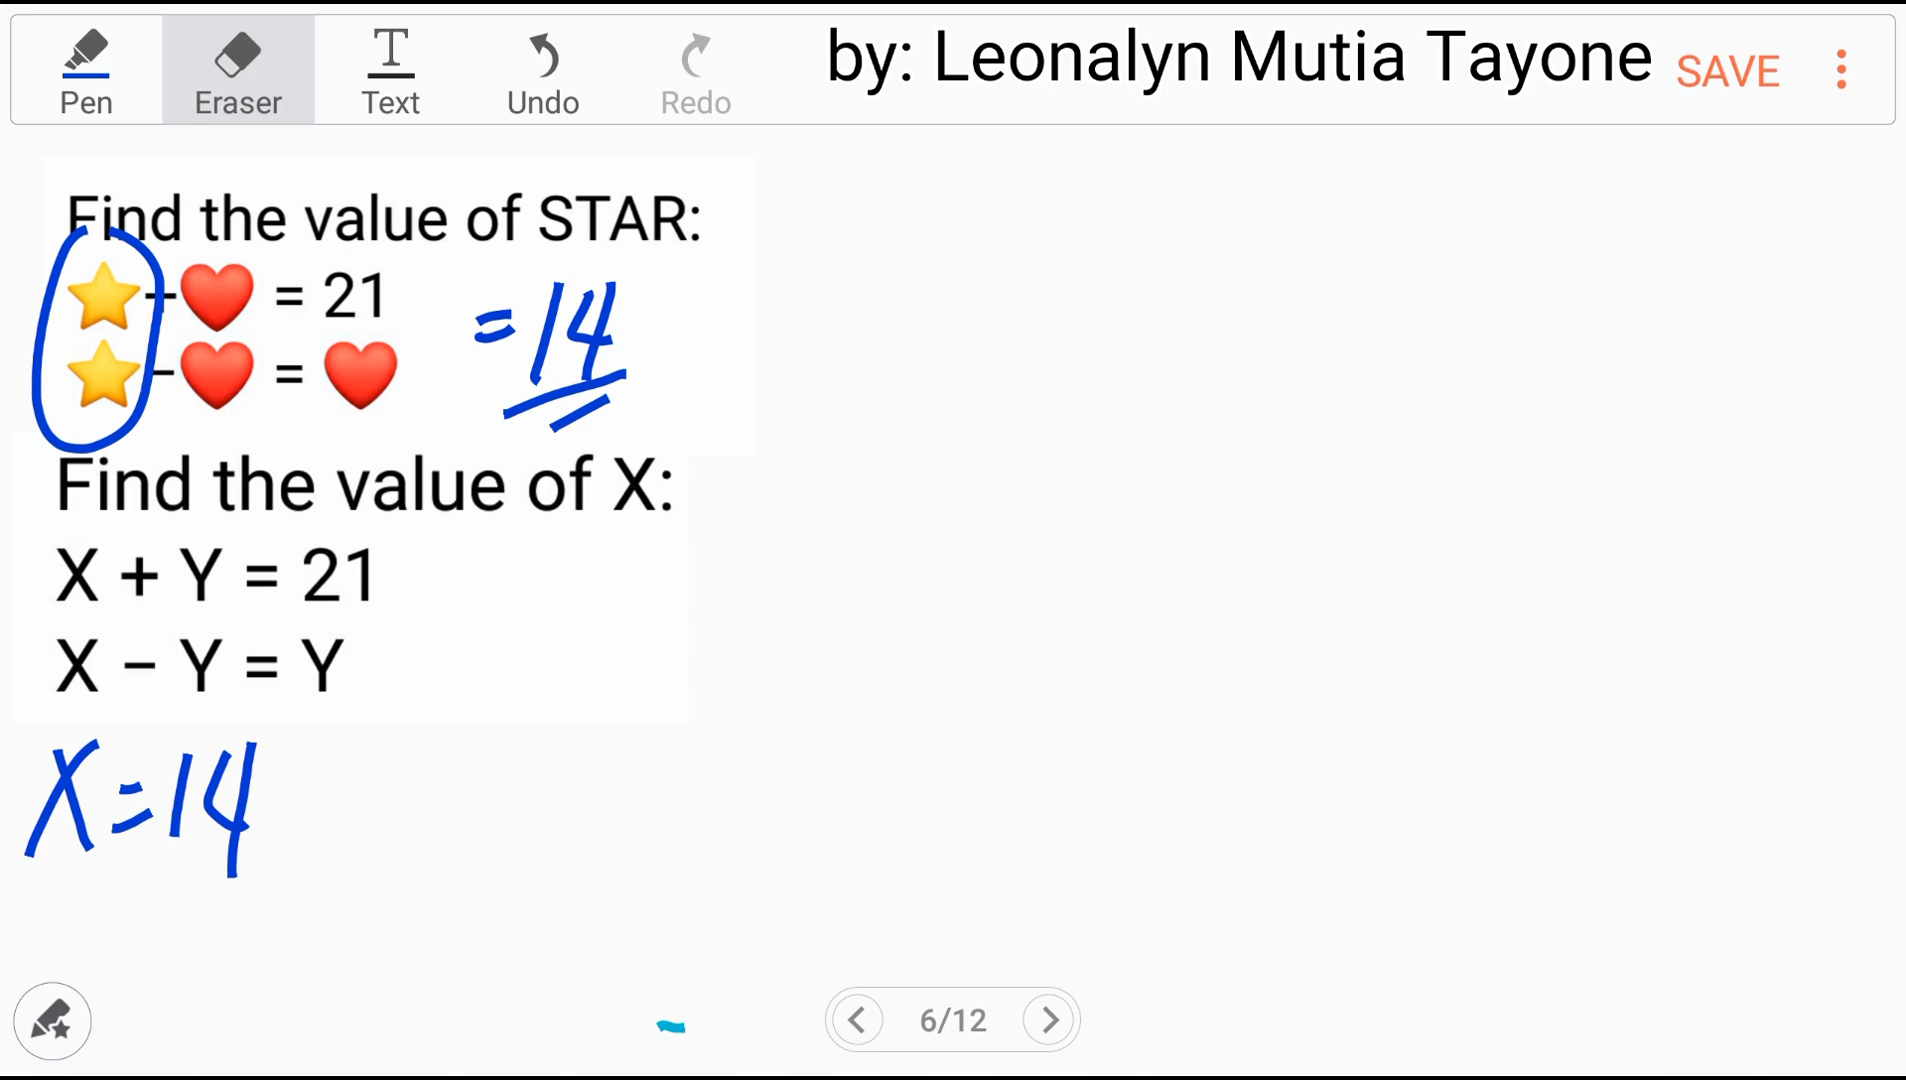 Pen Eraser Text Undo Redo by: Leonalyn Mutia Tayone SAVE
Find the value of STAR:
⭐+❤️ = 21
⭐−❤️ = ❤️
=14
Find the value of X:
X + Y = 21
X − Y = Y
X=14
6/12